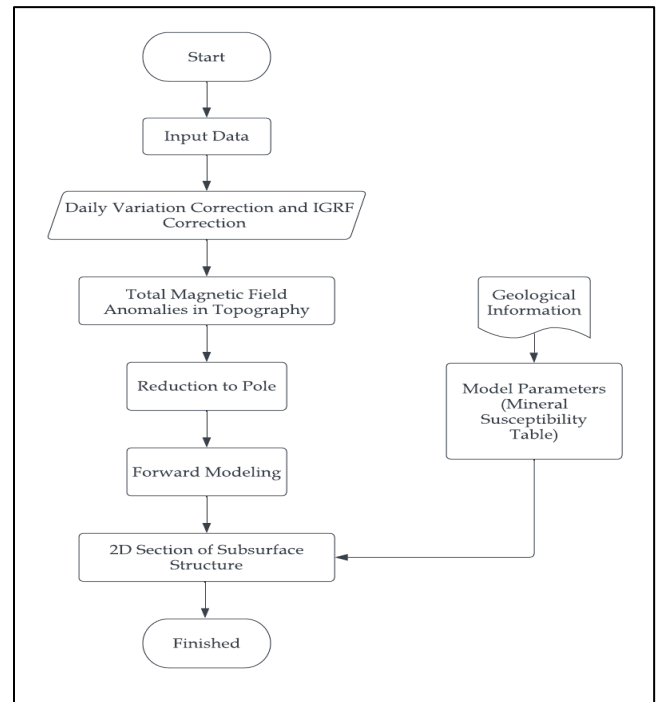 Start
Input Data
Daily Variation Correction and IGRF
Correction
Total Magnetic Field
Anomalies in Topography
Reduction to Pole
Forward Modeling
2D Section of Subsurface
Structure
Finished
Geological
Information
Model Parameters
(Mineral
Susceptibility
Table)